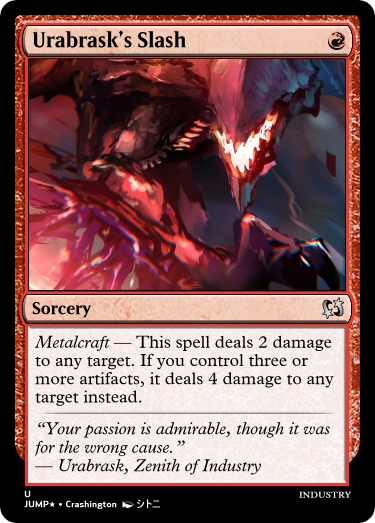 Urabrask's Slash
Sorcery
Metalcraft — This spell deals 2 damage
to any target. If you control three or
more artifacts, it deals 4 damage to any
target instead.
“Your passion is admirable, though it was
for the wrong cause.”
— Urabrask, Zenith of Industry
U
JUMP★ • Crashington シトニ
INDUSTRY